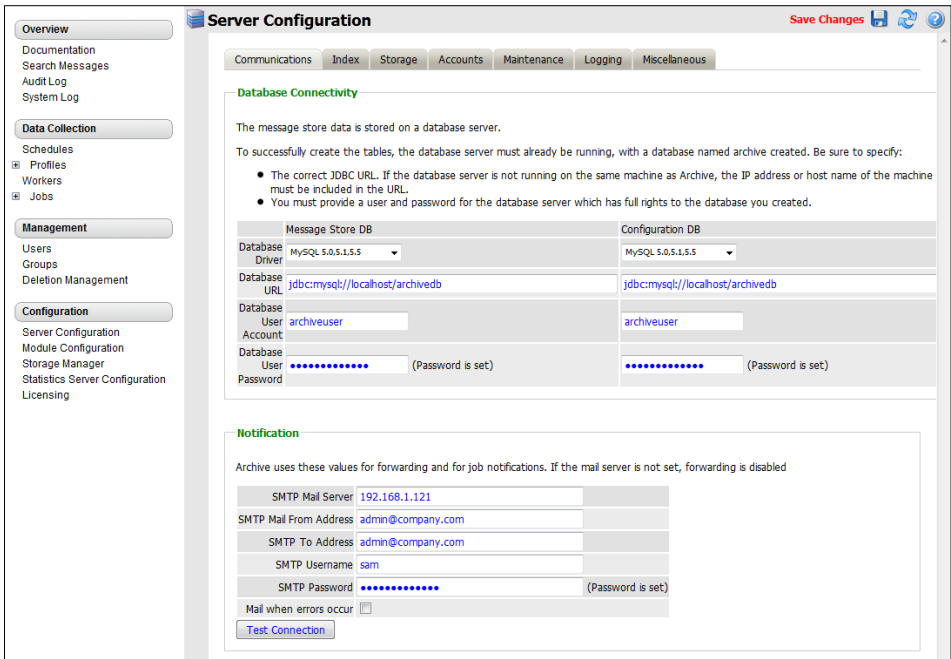 Server Configuration
Save Changes
Overview
Documentation
Search Messages
Audit Log
System Log
Data Collection
Schedules
Profiles
Workers
Jobs
Management
Users
Groups
Deletion Management
Configuration
Server Configuration
Module Configuration
Storage Manager
Statistics Server Configuration
Licensing
Communications Index Storage Accounts Maintenance Logging Miscellaneous
Database Connectivity
The message store data is stored on a database server.
To successfully create the tables, the database server must already be running, with a database named archive created. Be sure to specify:
● The correct JDBC URL. If the database server is not running on the same machine as Archive, the IP address or host name of the machine
must be included in the URL.
● You must provide a user and password for the database server which has full rights to the database you created.
Message Store DB Configuration DB
Database
Driver MySQL 5.0,5.1,5.5 MySQL 5.0,5.1,5.5
Database
URL jdbc:mysql://localhost/archivedb jdbc:mysql://localhost/archivedb
Database
User archiveuser archiveuser
Account
Database
User ●●●●●●●●●●●●● (Password is set) ●●●●●●●●●●●●● (Password is set)
Password
Notification
Archive uses these values for forwarding and for job notifications. If the mail server is not set, forwarding is disabled
SMTP Mail Server 192.168.1.121
SMTP Mail From Address admin@company.com
SMTP To Address admin@company.com
SMTP Username sam
SMTP Password ●●●●●●●●●●●●● (Password is set)
Mail when errors occur
Test Connection